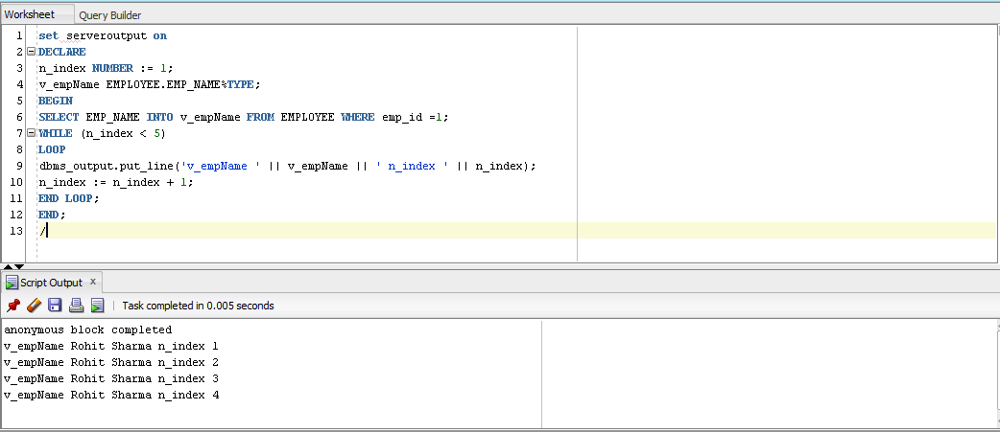 Worksheet Query Builder
1 set serveroutput on
2 DECLARE
3 n_index NUMBER := 1;
4 v_empName EMPLOYEE.EMP_NAME%TYPE;
5 BEGIN
6 SELECT EMP_NAME INTO v_empName FROM EMPLOYEE WHERE emp_id =1;
7 WHILE (n_index < 5)
8 LOOP
9 dbms_output.put_line('v_empName ' || v_empName || ' n_index ' || n_index);
10 n_index := n_index + 1;
11 END LOOP;
12 END;
13 /
Script Output x
Task completed in 0.005 seconds
anonymous block completed
v_empName Rohit Sharma n_index 1
v_empName Rohit Sharma n_index 2
v_empName Rohit Sharma n_index 3
v_empName Rohit Sharma n_index 4